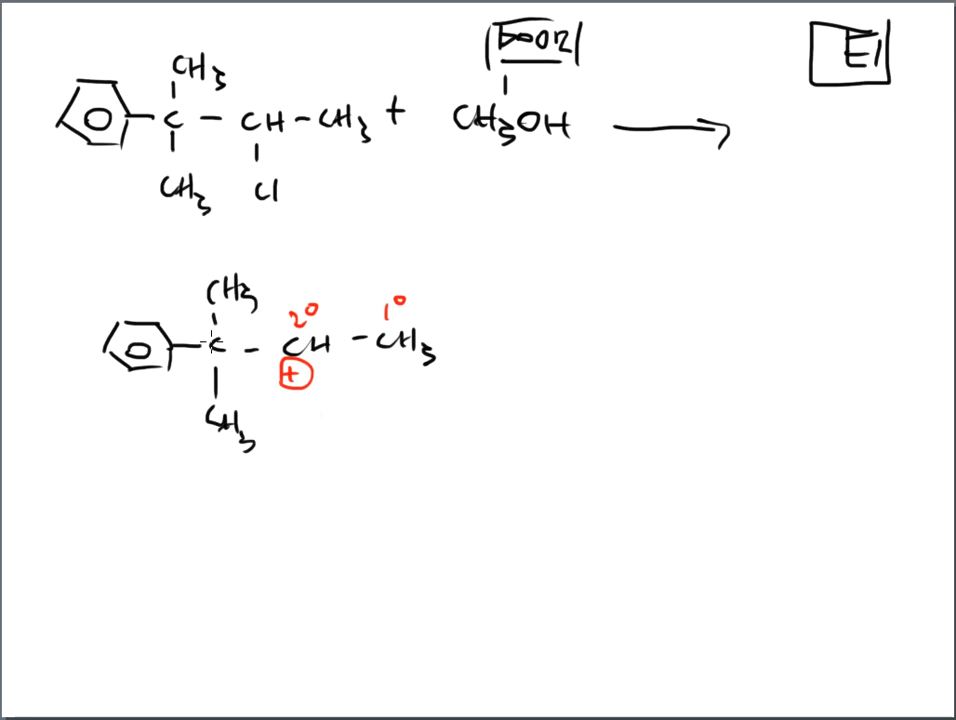 CH3
C - CH - CH3 + CH3OH ⟶
CH3 Cl
E1
CH3
2° 1°
C - CH - CH3
+
CH3